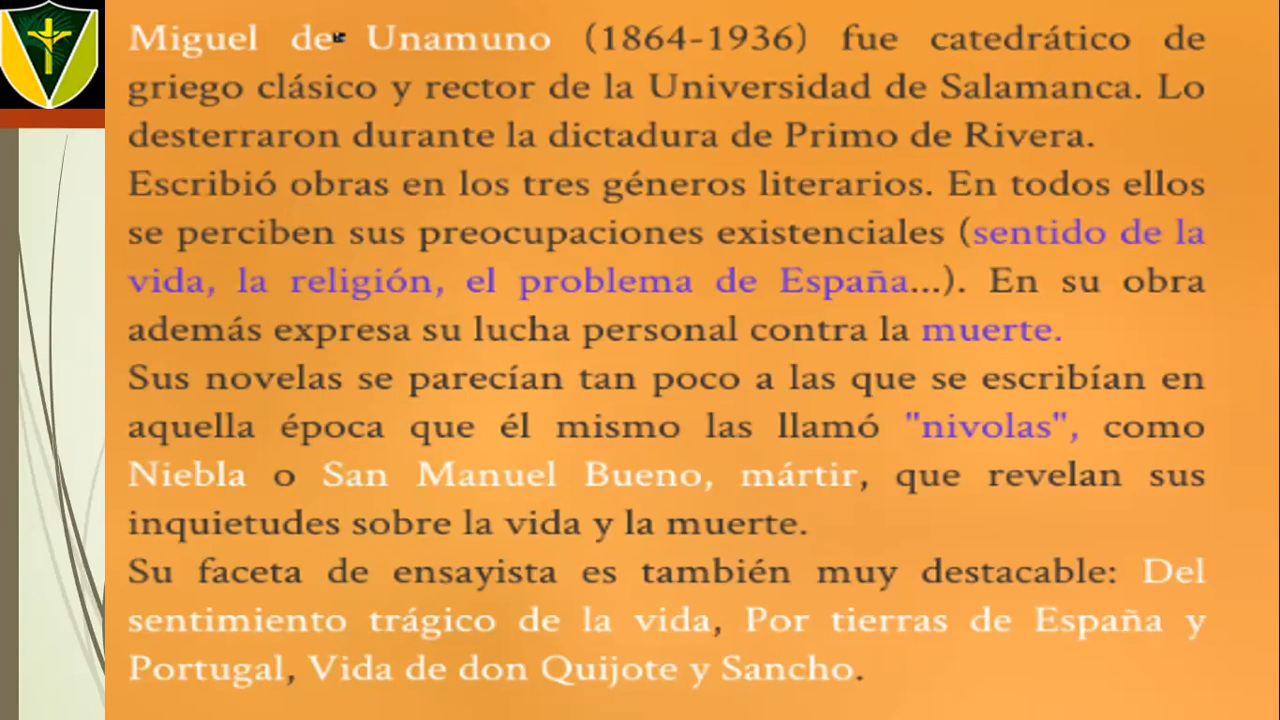 Miguel de Unamuno (1864-1936) fue catedrático de
griego clásico y rector de la Universidad de Salamanca. Lo
desterraron durante la dictadura de Primo de Rivera.
Escribió obras en los tres géneros literarios. En todos ellos
se perciben sus preocupaciones existenciales (sentido de la
vida, la religión, el problema de España...). En su obra
además expresa su lucha personal contra la muerte.
Sus novelas se parecían tan poco a las que se escribían en
aquella época que él mismo las llamó "nivolas", como
Niebla o San Manuel Bueno, mártir, que revelan sus
inquietudes sobre la vida y la muerte.
Su faceta de ensayista es también muy destacable: Del
sentimiento trágico de la vida, Por tierras de España y
Portugal, Vida de don Quijote y Sancho.